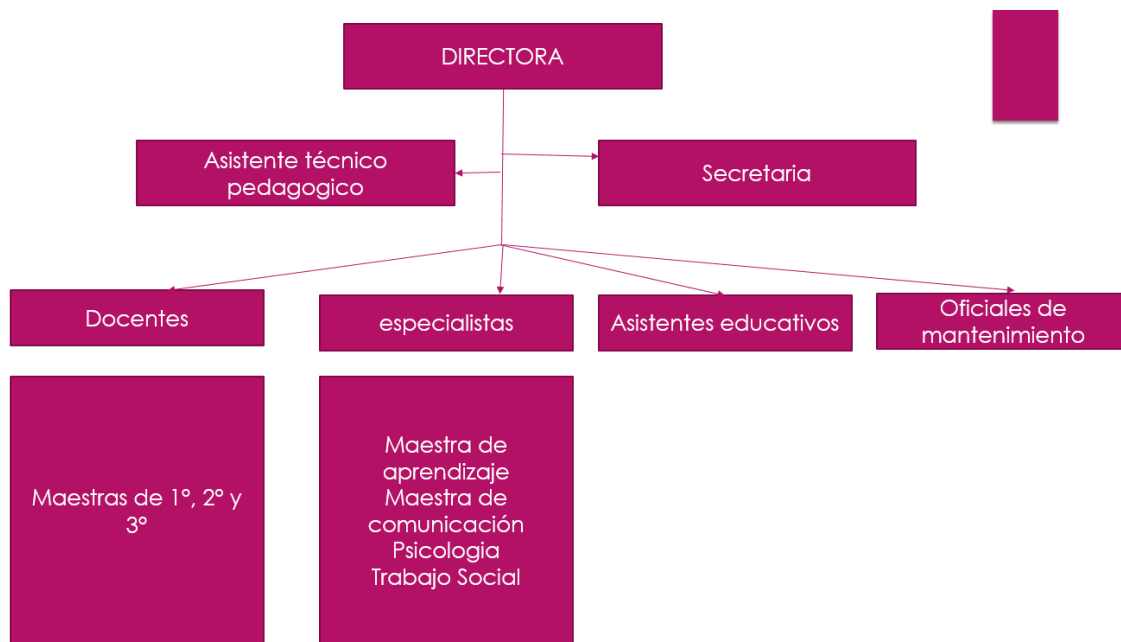 DIRECTORA
Asistente técnico
pedagogico
Secretaria
Docentes
especialistas
Asistentes educativos
Oficiales de
mantenimiento
Maestras de 1°, 2° y
3°
Maestra de
aprendizaje
Maestra de
comunicación
Psicologia
Trabajo Social